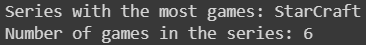 Series with the most games: StarCraft
Number of games in the series: 6